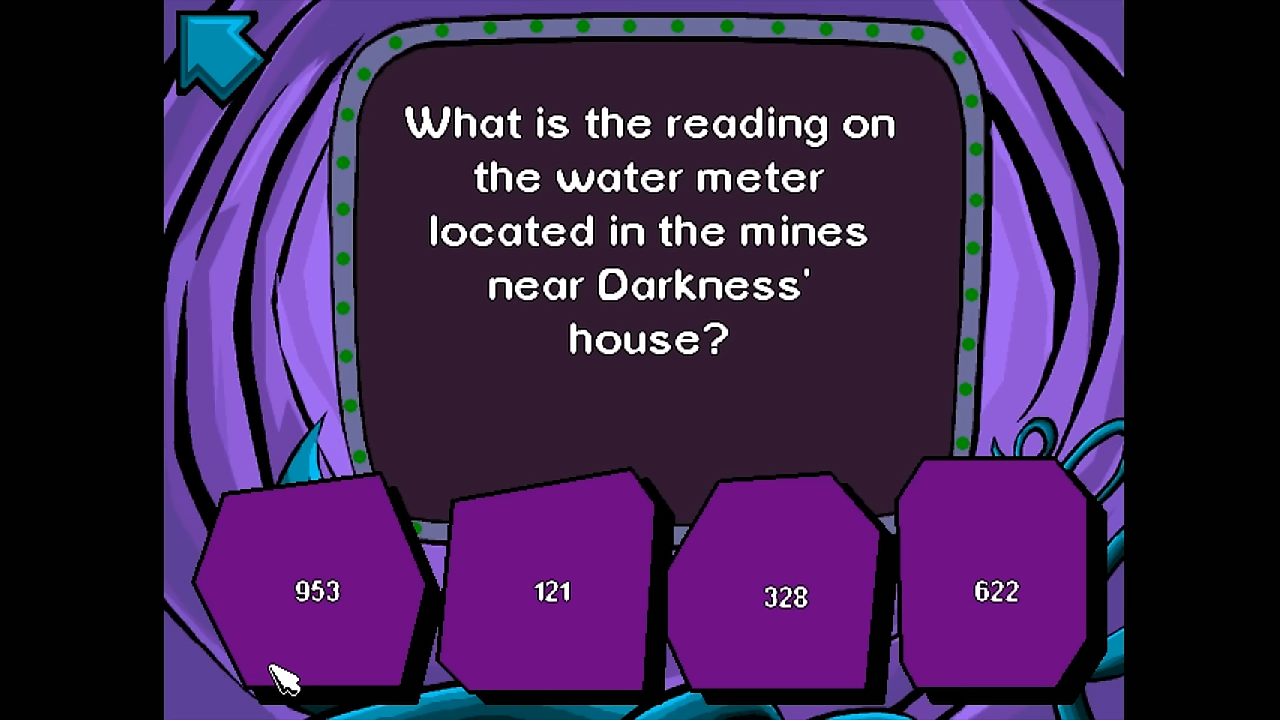 What is the reading on
the water meter
located in the mines
near Darkness'
house?
953
121
328
622